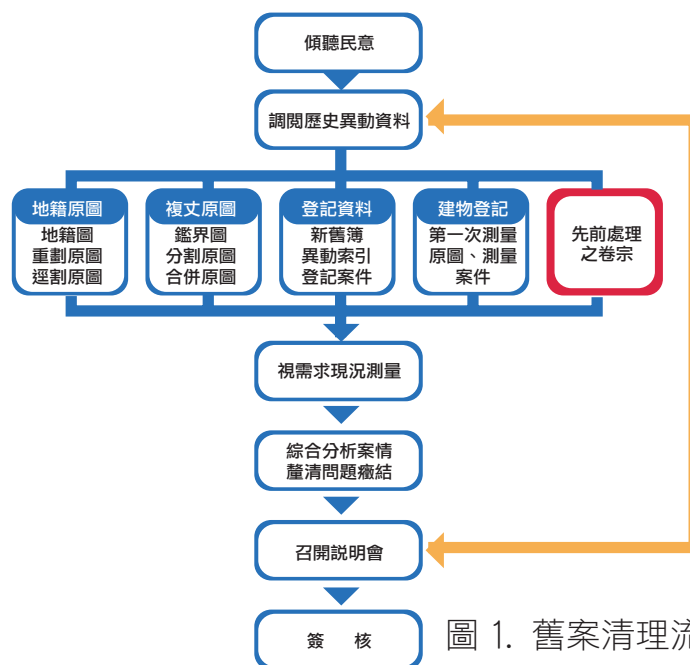 傾聽民意
調閱歷史異動資料
地籍原圖
地籍圖
重劃原圖
逕割原圖
複丈原圖
鑑界圖
分割原圖
合併原圖
登記資料
新舊簿
異動索引
登記案件
建物登記
第一次測量
原圖、測量
案件
先前處理
之卷宗
視需求現況測量
綜合分析案情
釐清問題癥結
召開説明會
簽　核
圖 1. 舊案清理流